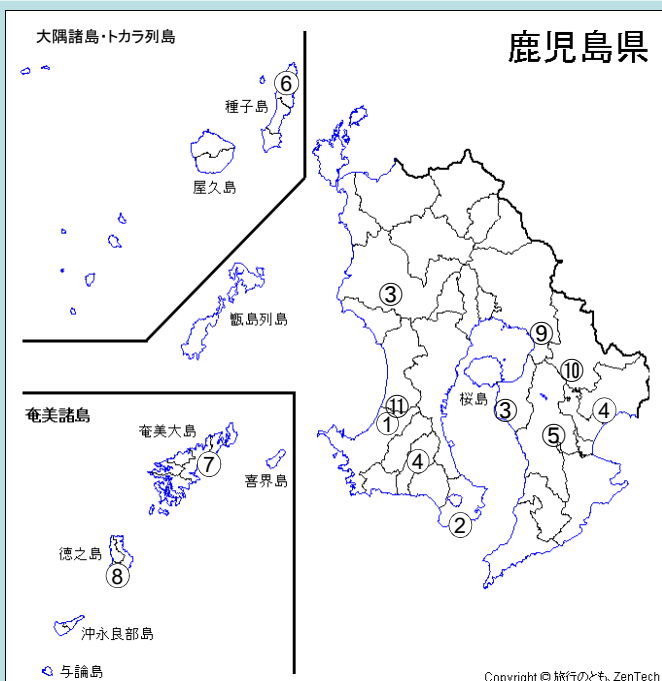 鹿児島県
大隅諸島・トカラ列島
⑥
種子島
屋久島
甑島列島
③
⑨
⑩
桜島
③
④
⑪
①
⑤
④
②
奄美諸島
奄美大島
⑦
喜界島
徳之島
⑧
沖永良部島
与論島
Copyright © 旅行のとも、ZenTech